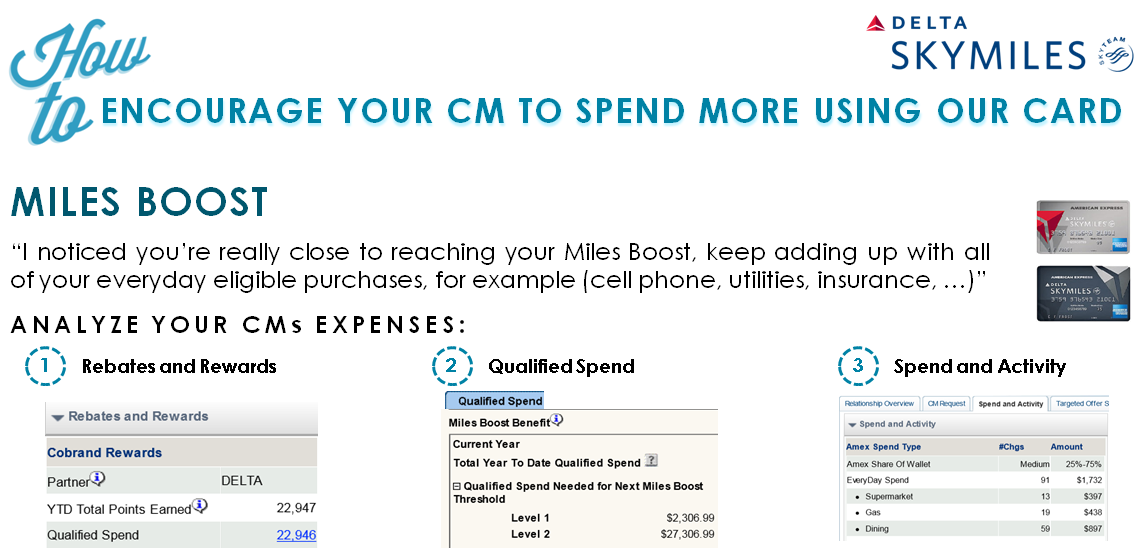 How to ENCOURAGE YOUR CM TO SPEND MORE USING OUR CARD
DELTA
SKYMILES
SKYTEAM
MILES BOOST
“I noticed you’re really close to reaching your Miles Boost, keep adding up with all
of your everyday eligible purchases, for example (cell phone, utilities, insurance, …)”
AMERICAN EXPRESS
DELTA
SKYMILES
AMERICAN EXPRESS
DELTA
SKYMILES
ANALYZE YOUR CMs EXPENSES:
1 Rebates and Rewards
Rebates and Rewards
Cobrand Rewards
Partner DELTA
YTD Total Points Earned 22,947
Qualified Spend 22,946
2 Qualified Spend
Qualified Spend
Miles Boost Benefit
Current Year
Total Year To Date Qualified Spend ?
Qualified Spend Needed for Next Miles Boost
Threshold
Level 1 $2,306.99
Level 2 $27,306.99
3 Spend and Activity
Relationship Overview CM Request Spend and Activity Targeted Offer S
Spend and Activity
Amex Spend Type #Chgs Amount
Amex Share Of Wallet Medium 25%-75%
EveryDay Spend 91 $1,732
• Supermarket 13 $397
• Gas 19 $438
• Dining 59 $897